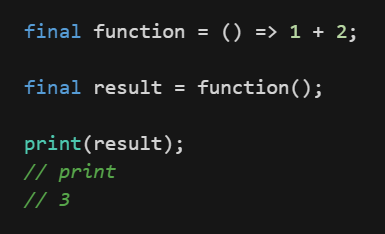 final function = () => 1 + 2;
final result = function();
print(result);
// print
// 3